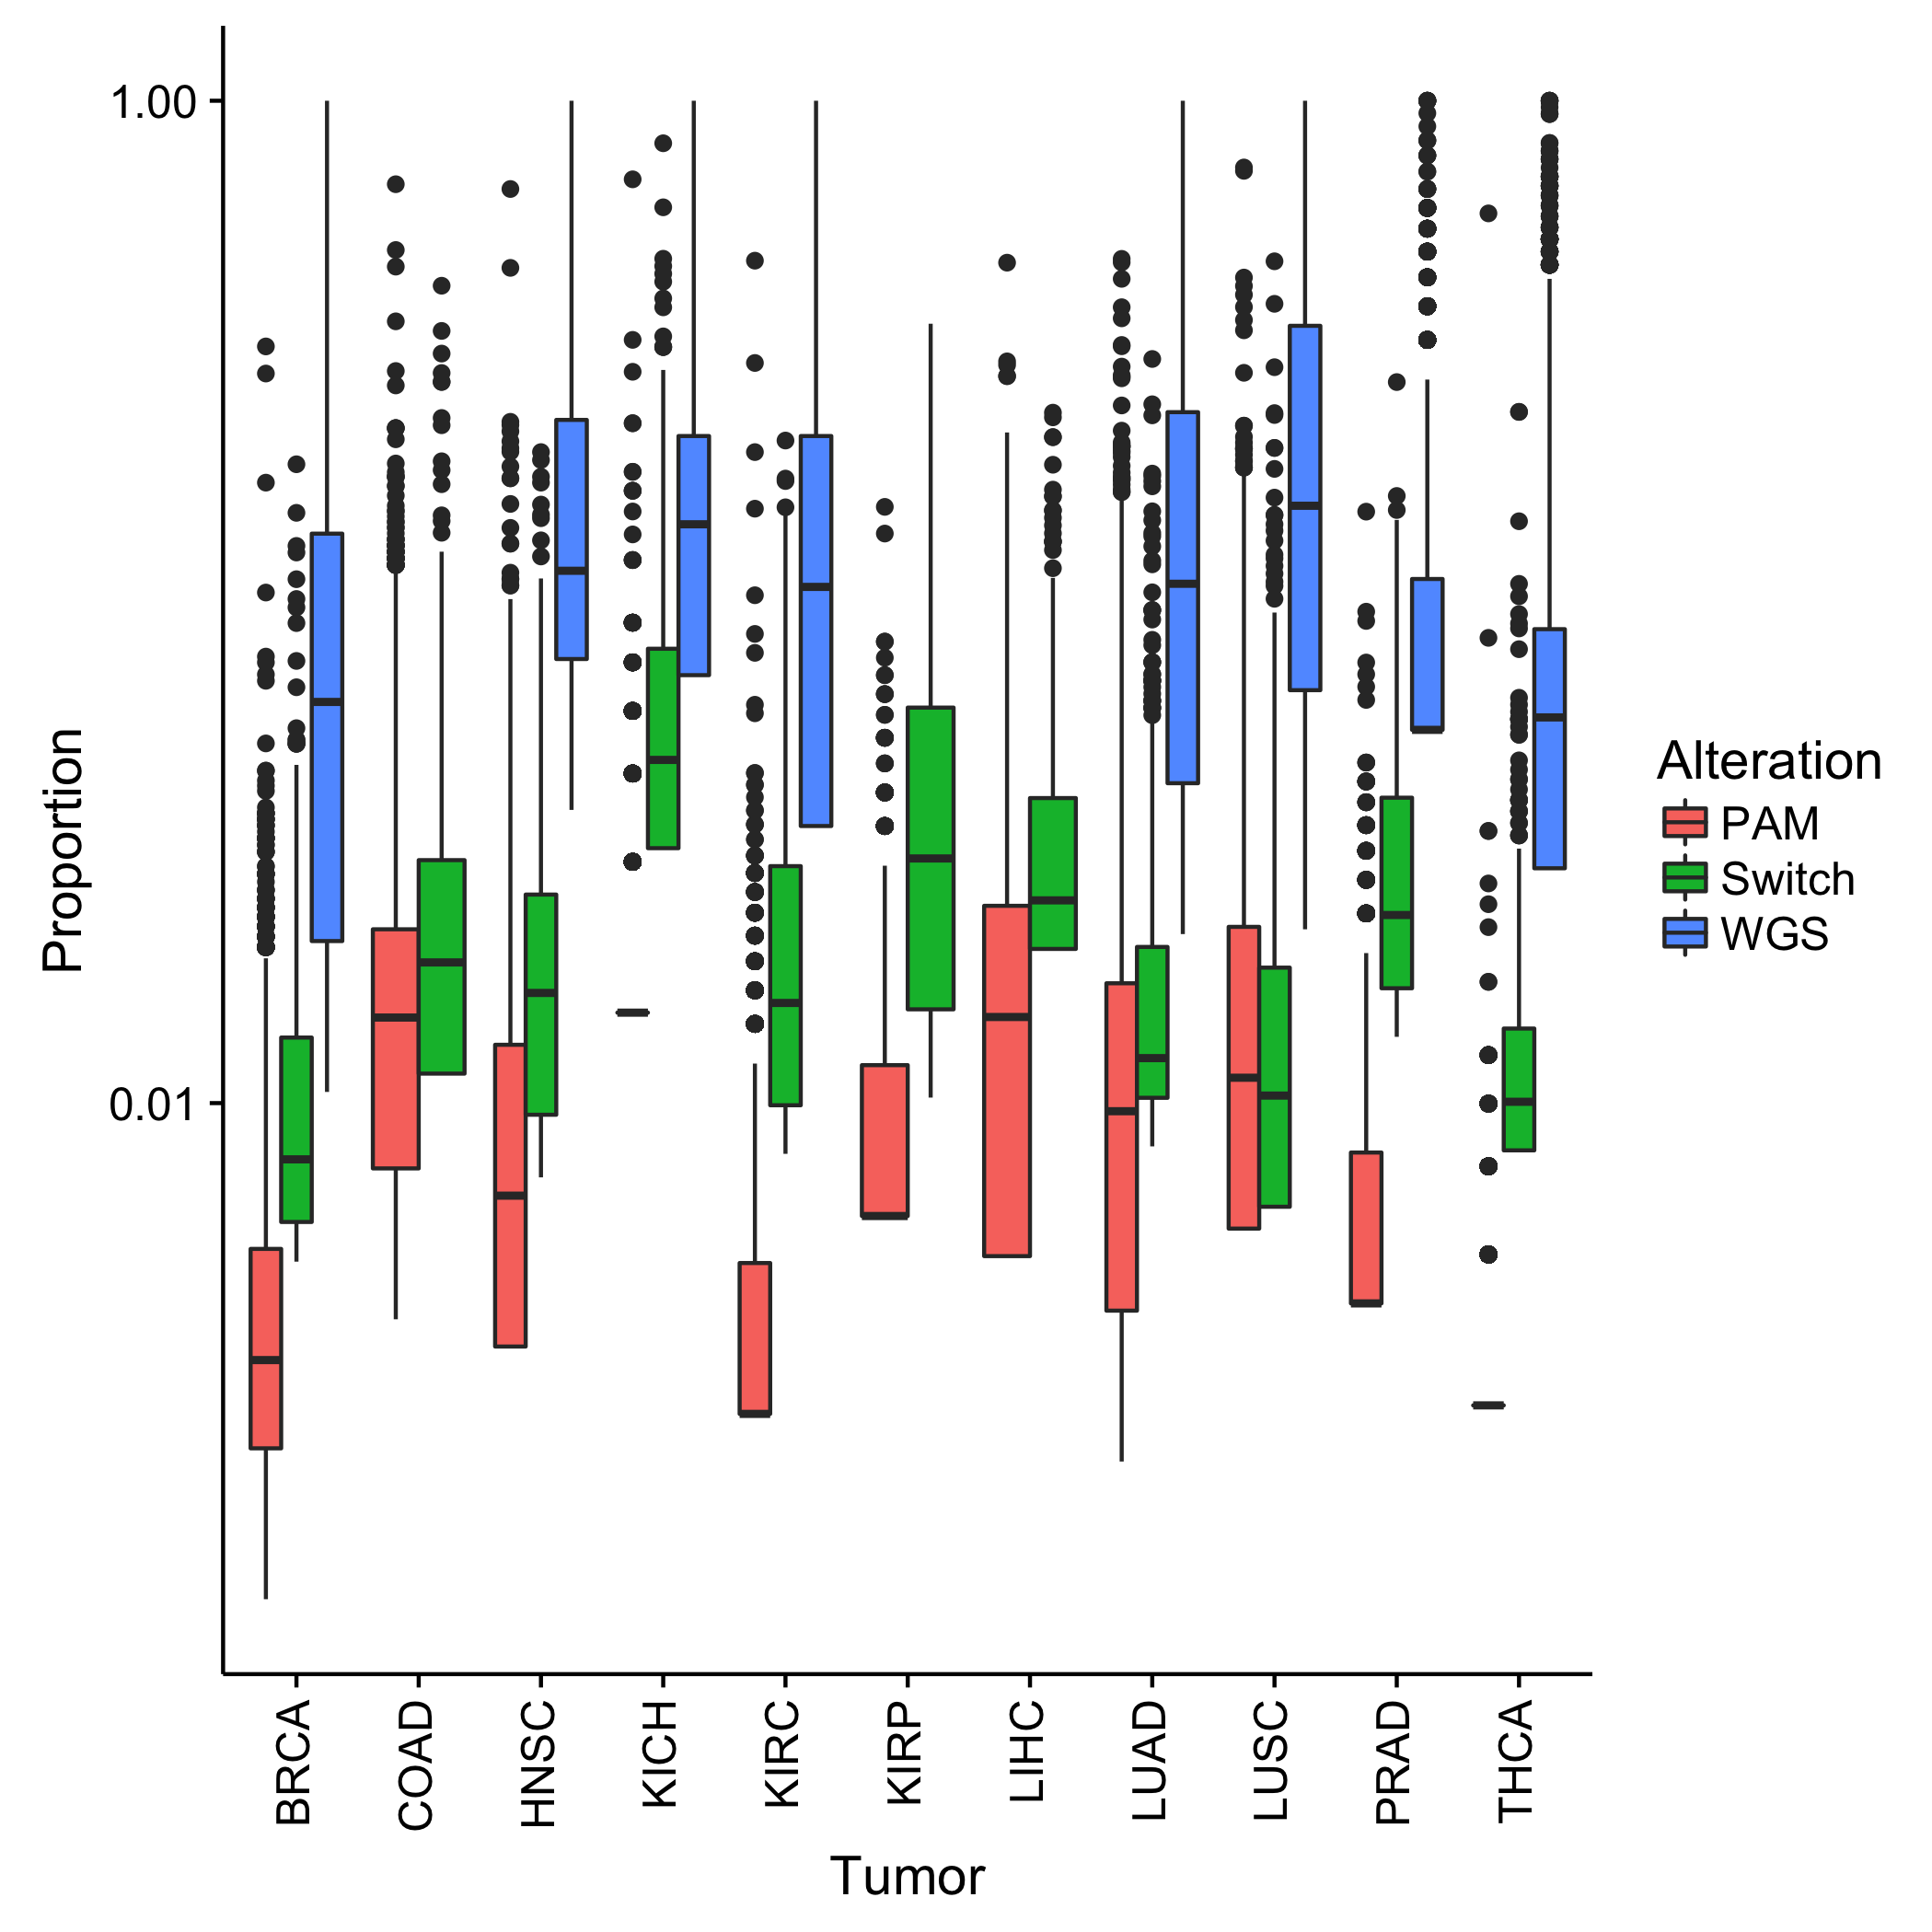 Proportion
1.00
0.01
BRCA
COAD
HNSC
KICH
KIRC
KIRP
LIHC
LUAD
LUSC
PRAD
THCA
Tumor
Alteration
PAM
Switch
WGS